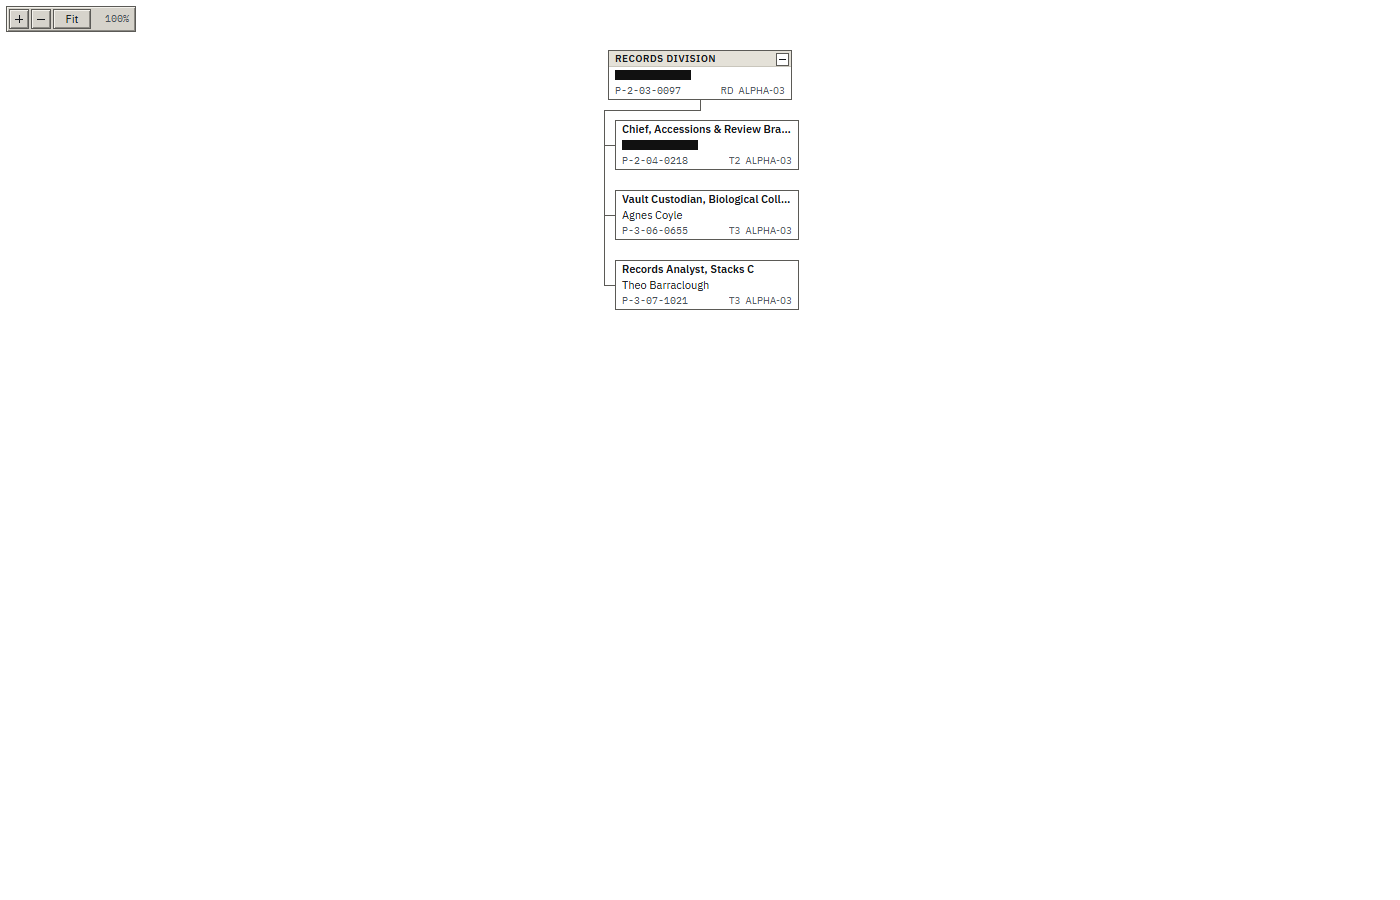 + − Fit 100%
RECORDS DIVISION
P-2-03-0097 RD ALPHA-03
Chief, Accessions & Review Bra...
P-2-04-0218 T2 ALPHA-03
Vault Custodian, Biological Coll...
Agnes Coyle
P-3-06-0655 T3 ALPHA-03
Records Analyst, Stacks C
Theo Barraclough
P-3-07-1021 T3 ALPHA-03